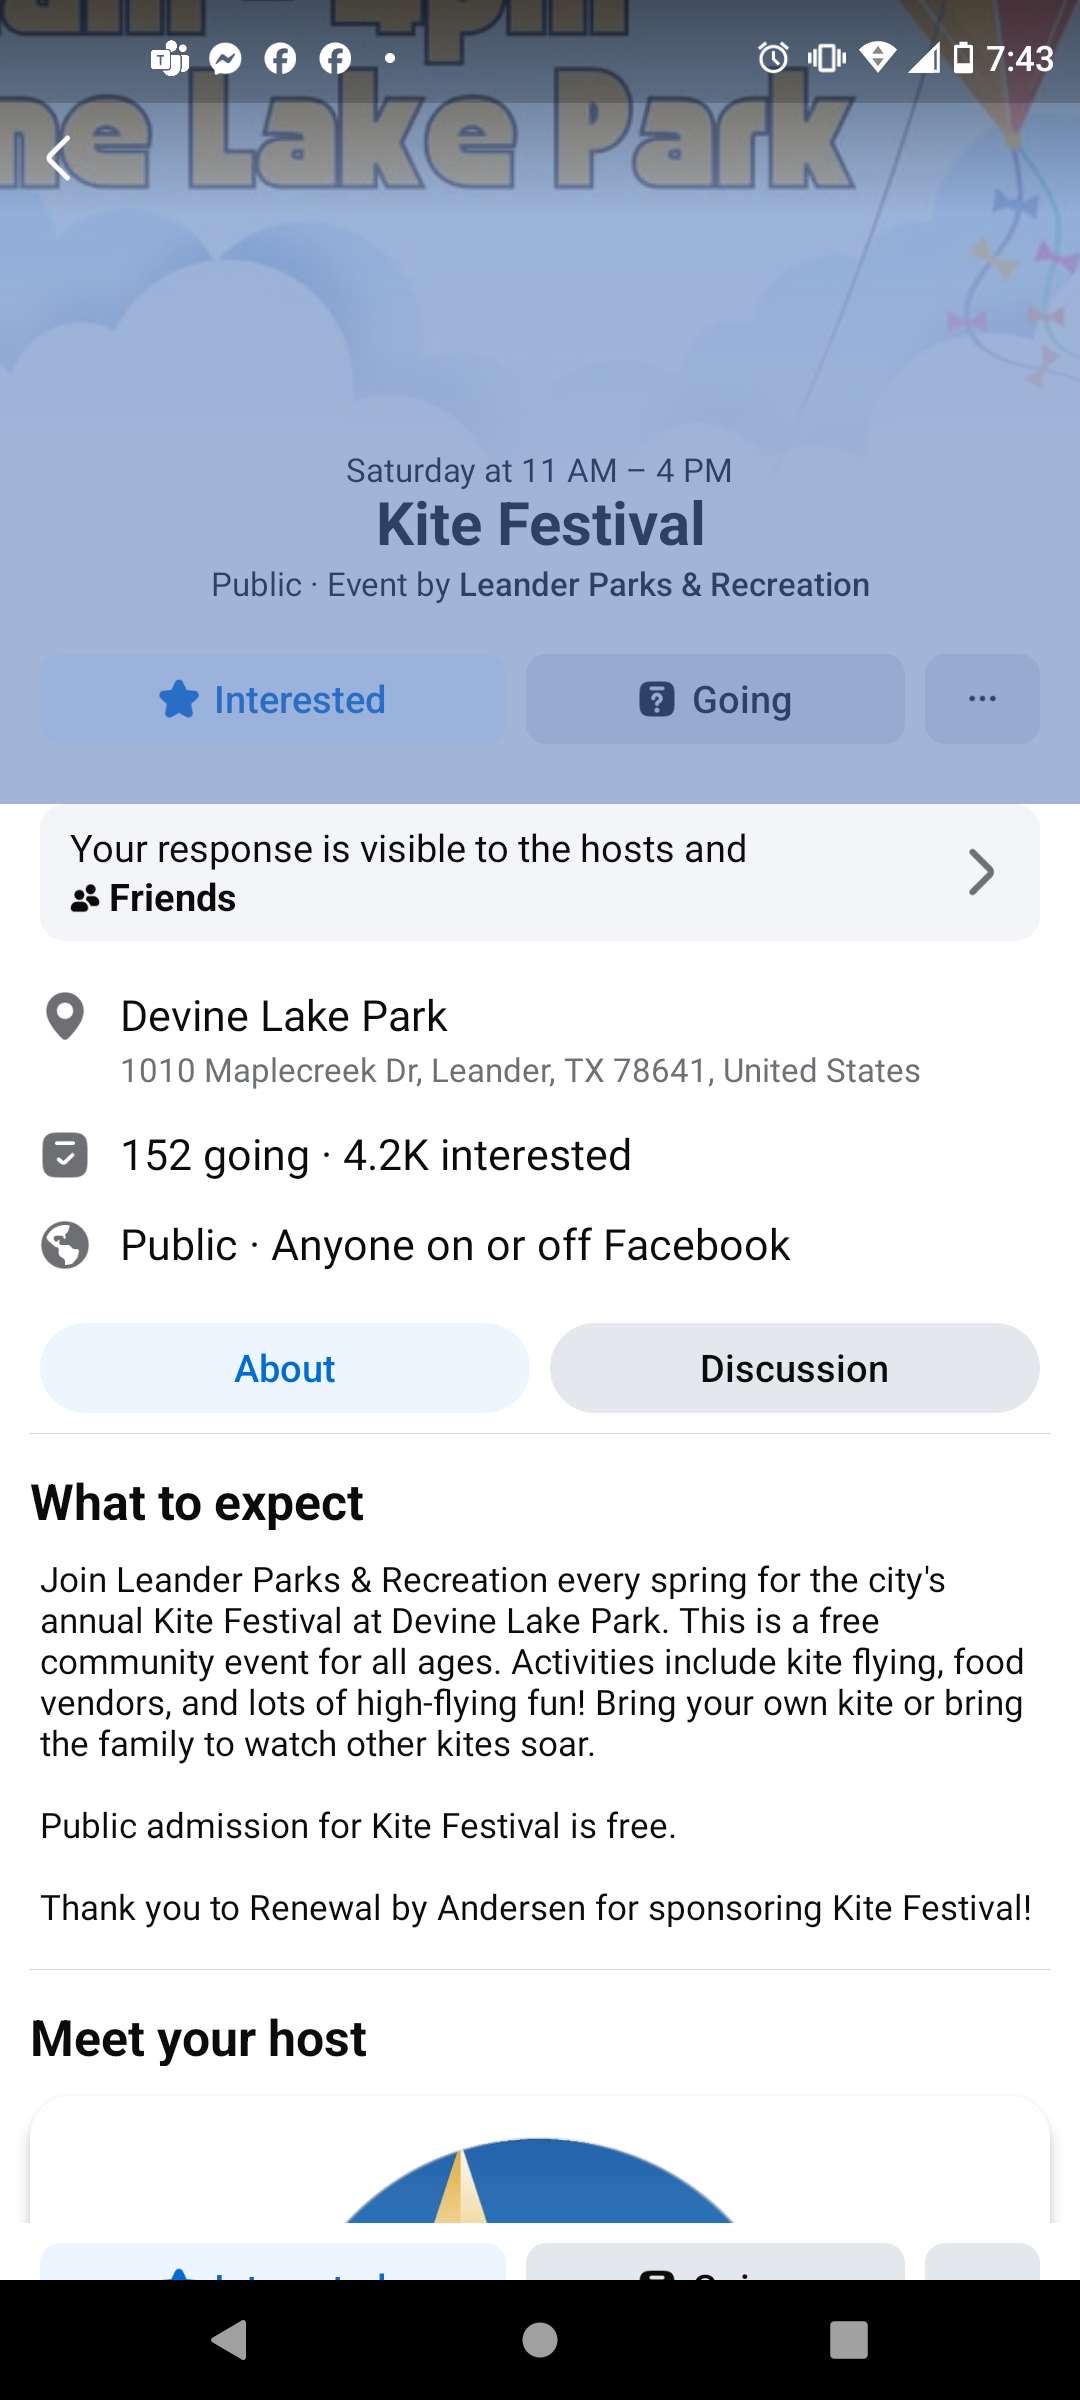 7:43
ne Lake Park
Saturday at 11 AM – 4 PM
Kite Festival
Public · Event by Leander Parks & Recreation
Interested
Going
Your response is visible to the hosts and
Friends
Devine Lake Park
1010 Maplecreek Dr, Leander, TX 78641, United States
152 going · 4.2K interested
Public · Anyone on or off Facebook
About
Discussion
What to expect
Join Leander Parks & Recreation every spring for the city's
annual Kite Festival at Devine Lake Park. This is a free
community event for all ages. Activities include kite flying, food
vendors, and lots of high-flying fun! Bring your own kite or bring
the family to watch other kites soar.
Public admission for Kite Festival is free.
Thank you to Renewal by Andersen for sponsoring Kite Festival!
Meet your host